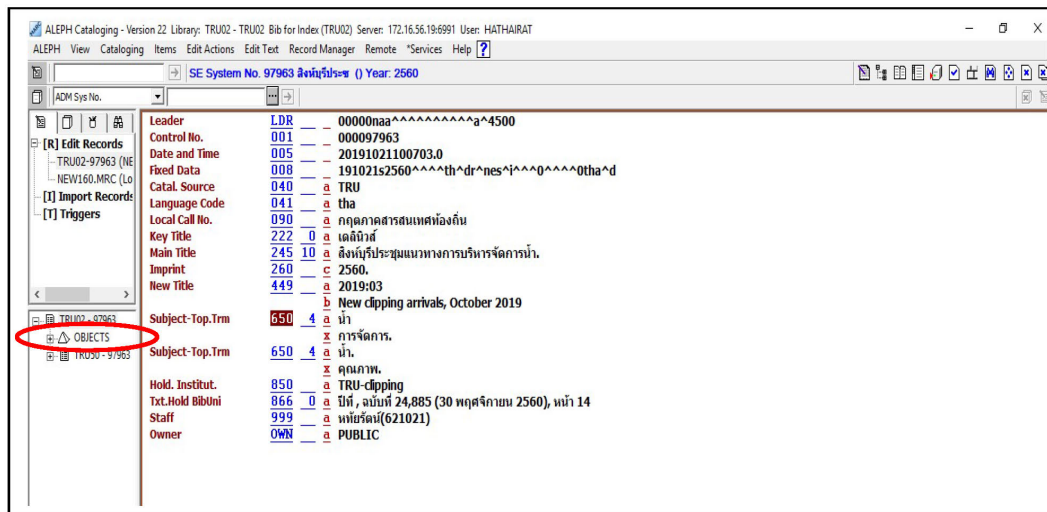 ALEPH Cataloging - Version 22 Library: TRU02 - TRU02 Bib for Index (TRU02) Server: 172.16.56.19:6991 User: HATHAIRAT
ALEPH View Cataloging Items Edit Actions Edit Text Record Manager Remote *Services Help ?
SE System No. 97963 สิงห์บุรีประช () Year: 2560
ADM Sys No.
[R] Edit Records
TRU02-97963 (NE
NEW160.MRC (Lo
[I] Import Records
[T] Triggers
TRU02 - 97963
OBJECTS
TRU50 - 97963
Leader LDR 00000naa^^^^^^^^^^a^4500
Control No. 001 000097963
Date and Time 005 20191021100703.0
Fixed Data 008 191021s2560^^^^th^dr^nes^i^^^0^^^^0tha^d
Catal. Source 040 a TRU
Language Code 041 a tha
Local Call No. 090 a กฤตภาคสารสนเทศท้องถิ่น
Key Title 222 0 a เดลินิวส์
Main Title 245 10 a สิงห์บุรีประชุมแนวทางการบริหารจัดการน้ำ.
Imprint 260 c 2560.
New Title 449 a 2019:03
b New clipping arrivals, October 2019
Subject-Top.Trm 650 4 a น้ำ
x การจัดการ.
Subject-Top.Trm 650 4 a น้ำ.
x คุณภาพ.
Hold. Institut. 850 a TRU-clipping
Txt.Hold BibUni 866 0 a ปีที่ , ฉบับที่ 24,885 (30 พฤศจิกายน 2560), หน้า 14
Staff 999 a หทัยรัตน์(621021)
Owner OWN a PUBLIC